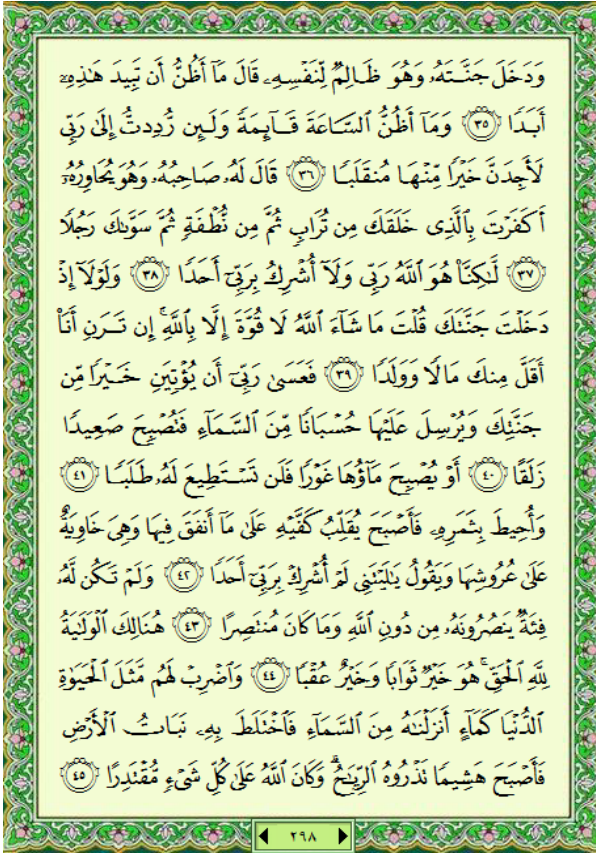 وَدَخَلَ جَنَّتَهُۥ وَهُوَ ظَالِمٌ لِّنَفْسِهِۦ قَالَ مَآ أَظُنُّ أَن تَبِيدَ هَٰذِهِۦٓ
أَبَدًا ﴿٣٥﴾ وَمَآ أَظُنُّ ٱلسَّاعَةَ قَآئِمَةً وَلَئِن رُّدِدتُّ إِلَىٰ رَبِّى
لَأَجِدَنَّ خَيْرًا مِّنْهَا مُنقَلَبًا ﴿٣٦﴾ قَالَ لَهُۥ صَاحِبُهُۥ وَهُوَ يُحَاوِرُهُۥٓ
أَكَفَرْتَ بِٱلَّذِى خَلَقَكَ مِن تُرَابٍ ثُمَّ مِن نُّطْفَةٍ ثُمَّ سَوَّىٰكَ رَجُلًا
﴿٣٧﴾ لَّٰكِنَّا۠ هُوَ ٱللَّهُ رَبِّى وَلَآ أُشْرِكُ بِرَبِّىٓ أَحَدًا ﴿٣٨﴾ وَلَوْلَآ إِذْ
دَخَلْتَ جَنَّتَكَ قُلْتَ مَا شَآءَ ٱللَّهُ لَا قُوَّةَ إِلَّا بِٱللَّهِ ۚ إِن تَرَنِ أَنَا۠
أَقَلَّ مِنكَ مَالًا وَوَلَدًا ﴿٣٩﴾ فَعَسَىٰ رَبِّىٓ أَن يُؤْتِيَنِ خَيْرًا مِّن
جَنَّتِكَ وَيُرْسِلَ عَلَيْهَا حُسْبَانًا مِّنَ ٱلسَّمَآءِ فَتُصْبِحَ صَعِيدًا
زَلَقًا ﴿٤٠﴾ أَوْ يُصْبِحَ مَآؤُهَا غَوْرًا فَلَن تَسْتَطِيعَ لَهُۥ طَلَبًا ﴿٤١﴾
وَأُحِيطَ بِثَمَرِهِۦ فَأَصْبَحَ يُقَلِّبُ كَفَّيْهِ عَلَىٰ مَآ أَنفَقَ فِيهَا وَهِىَ خَاوِيَةٌ
عَلَىٰ عُرُوشِهَا وَيَقُولُ يَٰلَيْتَنِى لَمْ أُشْرِكْ بِرَبِّىٓ أَحَدًا ﴿٤٢﴾ وَلَمْ تَكُن لَّهُۥ
فِئَةٌ يَنصُرُونَهُۥ مِن دُونِ ٱللَّهِ وَمَا كَانَ مُنتَصِرًا ﴿٤٣﴾ هُنَالِكَ ٱلْوَلَٰيَةُ
لِلَّهِ ٱلْحَقِّ ۚ هُوَ خَيْرٌ ثَوَابًا وَخَيْرٌ عُقْبًا ﴿٤٤﴾ وَٱضْرِبْ لَهُم مَّثَلَ ٱلْحَيَوٰةِ
ٱلدُّنْيَا كَمَآءٍ أَنزَلْنَٰهُ مِنَ ٱلسَّمَآءِ فَٱخْتَلَطَ بِهِۦ نَبَاتُ ٱلْأَرْضِ
فَأَصْبَحَ هَشِيمًا تَذْرُوهُ ٱلرِّيَٰحُ ۗ وَكَانَ ٱللَّهُ عَلَىٰ كُلِّ شَىْءٍ مُّقْتَدِرًا ﴿٤٥﴾
٢٩٨